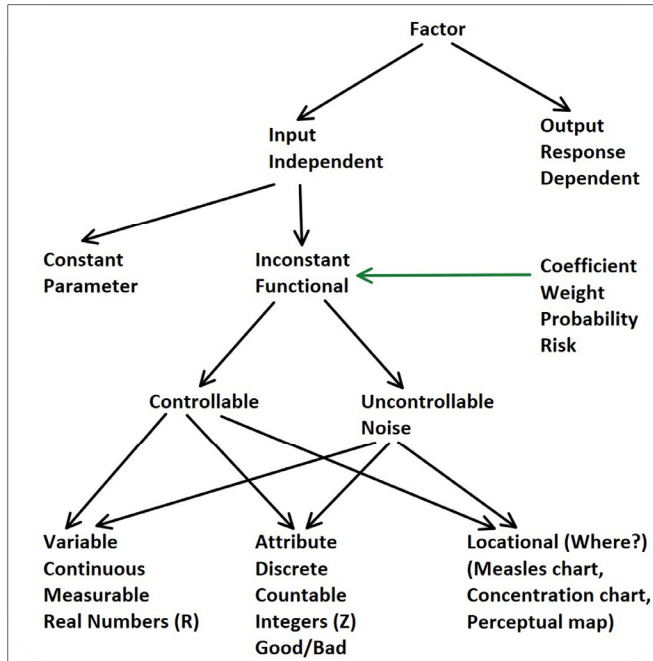 Factor
Input
Independent
Output
Response
Dependent
Constant
Parameter
Inconstant
Functional
Coefficient
Weight
Probability
Risk
Controllable
Uncontrollable
Noise
Variable
Continuous
Measurable
Real Numbers (R)
Attribute
Discrete
Countable
Integers (Z)
Good/Bad
Locational (Where?)
(Measles chart,
Concentration chart,
Perceptual map)